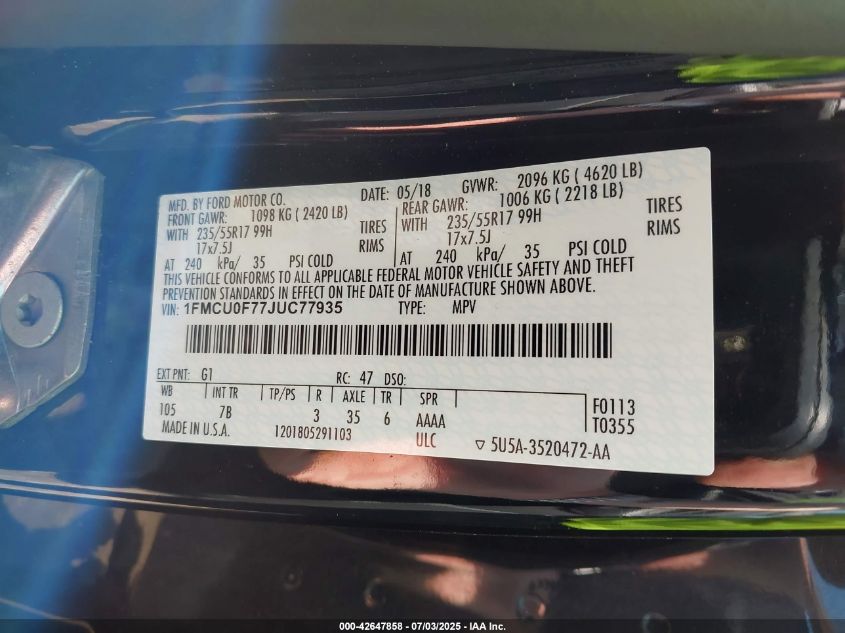 MFD. BY FORD MOTOR CO. DATE: 05/18 GVWR: 2096 KG ( 4620 LB)
FRONT GAWR: 1098 KG ( 2420 LB) REAR GAWR: 1006 KG ( 2218 LB)
WITH 235/55R17 99H TIRES WITH 235/55R17 99H TIRES
17x7.5J RIMS 17x7.5J RIMS
AT 240 kPa/ 35 PSI COLD AT 240 kPa/ 35 PSI COLD
THIS VEHICLE CONFORMS TO ALL APPLICABLE FEDERAL MOTOR VEHICLE SAFETY AND THEFT
PREVENTION STANDARDS IN EFFECT ON THE DATE OF MANUFACTURE SHOWN ABOVE.
VIN: 1FMCU0F77JUC77935 TYPE: MPV
EXT PNT: G1 RC: 47 DSO:
WB INT TR TP/PS R AXLE TR SPR
105 7B 3 35 6 AAAA F0113
T0355
MADE IN U.S.A. 1201805291103 ULC ▽ 5U5A-3520472-AA
000-42647858 - 07/03/2025 - IAA Inc.